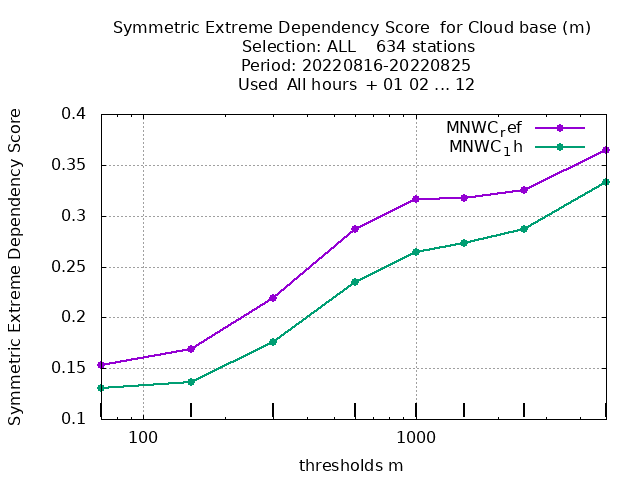 Symmetric Extreme Dependency Score  for Cloud base (m)
Selection: ALL    634 stations
Period: 20220816-20220825
Used  All hours  + 01 02 ... 12
Symmetric Extreme Dependency Score
0.4
0.35
0.3
0.25
0.2
0.15
0.1
MNWC_ref
MNWC_1h
100
1000
thresholds m